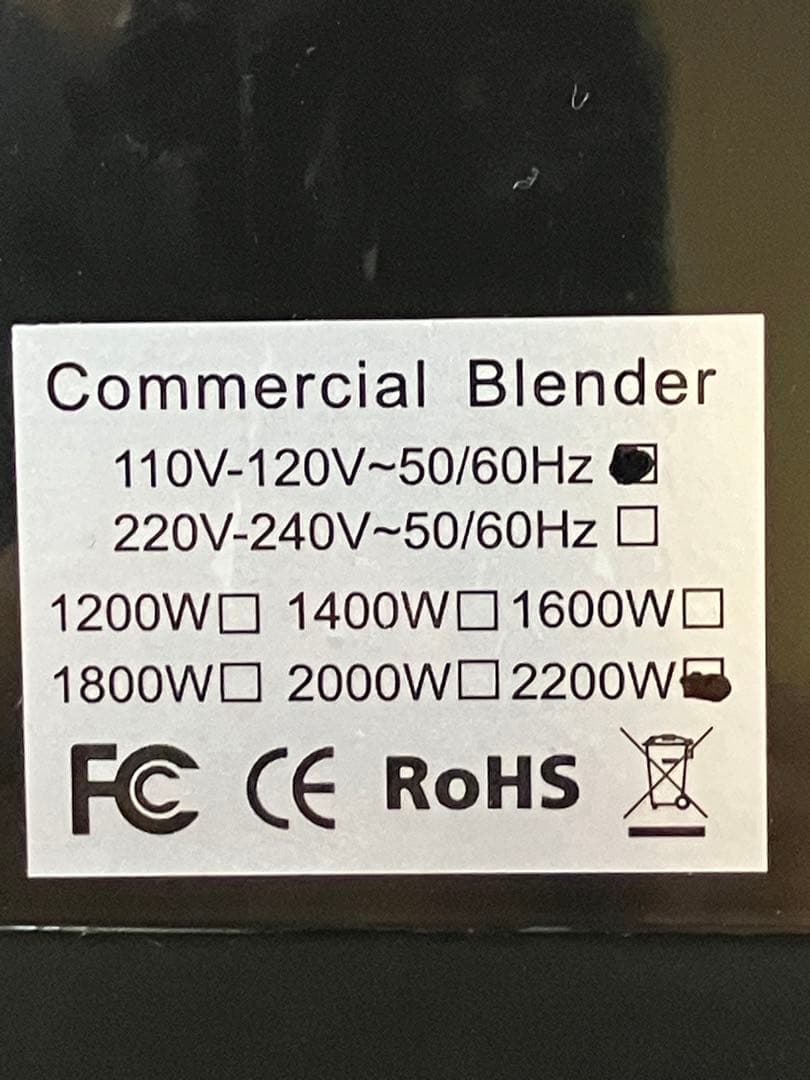 Commercial Blender
110V-120V~50/60Hz
220V-240V~50/60Hz
1200W 1400W 1600W
1800W 2000W 2200W
FC CE RoHS